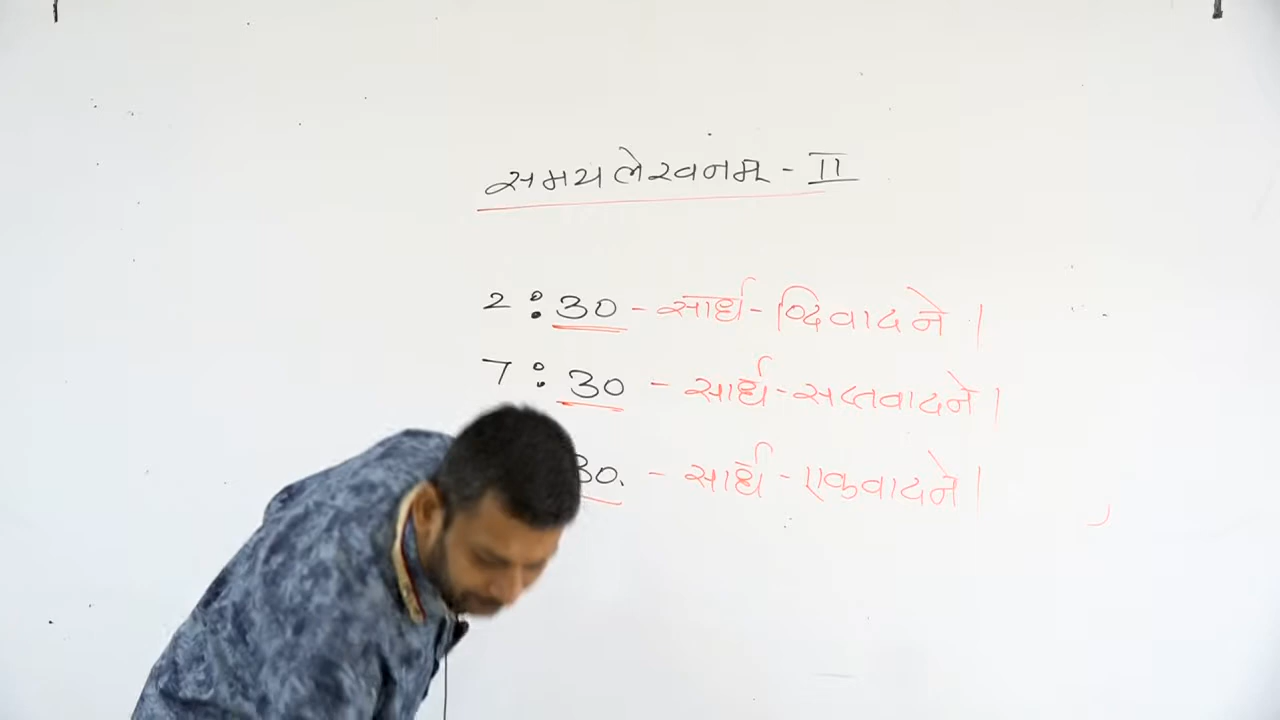 समयलेखनम् - II
2 : 30 - सार्ध - द्विवादने ।
7 : 30 - सार्ध - सप्तवादने ।
30. - सार्ध - एकवादने ।